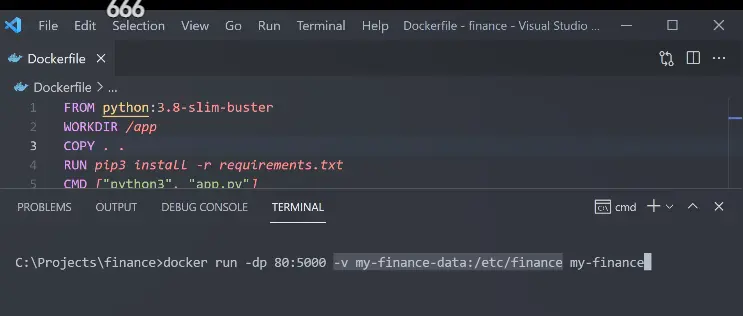 666
File Edit Selection View Go Run Terminal Help Dockerfile - finance - Visual Studio ...
Dockerfile
Dockerfile > ...
1 FROM python:3.8-slim-buster
2 WORKDIR /app
3 COPY . .
4 RUN pip3 install -r requirements.txt
5 CMD ["python3", "app.py"]
PROBLEMS OUTPUT DEBUG CONSOLE TERMINAL cmd
C:\Projects\finance>docker run -dp 80:5000 -v my-finance-data:/etc/finance my-finance